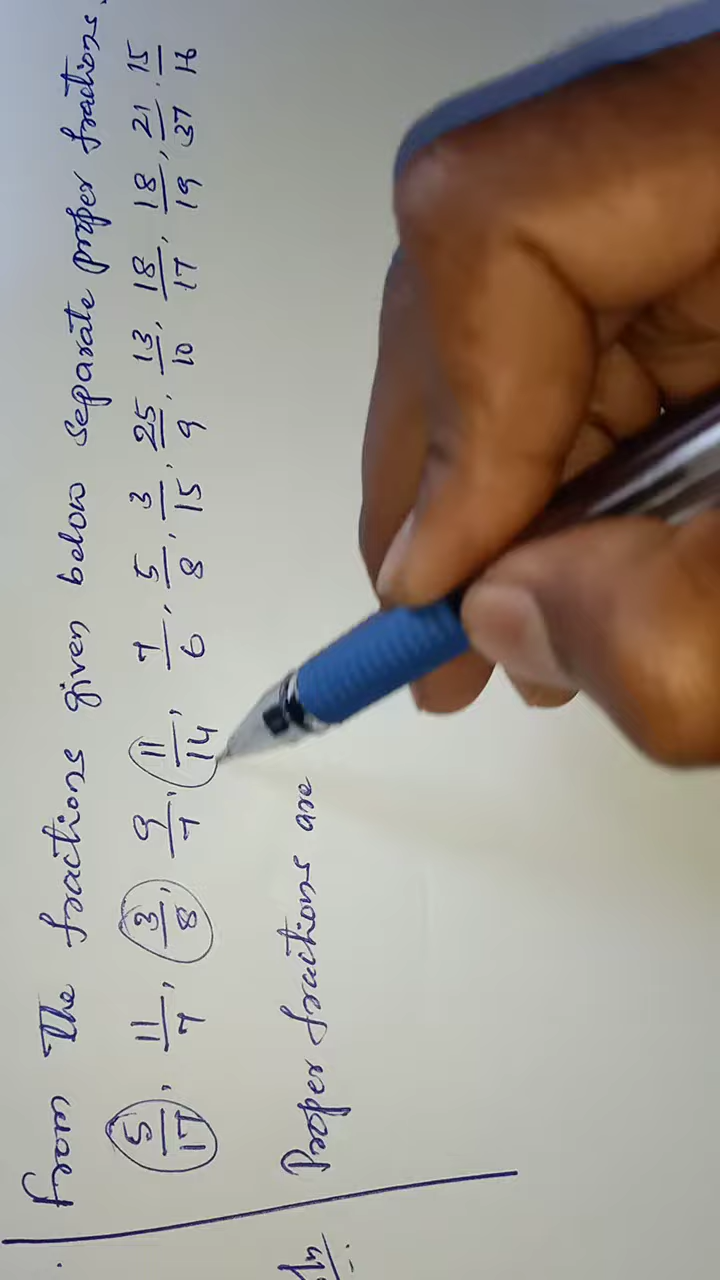 . from The fractions given below separate proper fractions.
5/17, 11/7, 3/8, 9/7, 11/14, 7/6, 5/8, 3/15, 25/9, 13/10, 18/17, 18/19, 21/37, 15/16
Proper fractions are